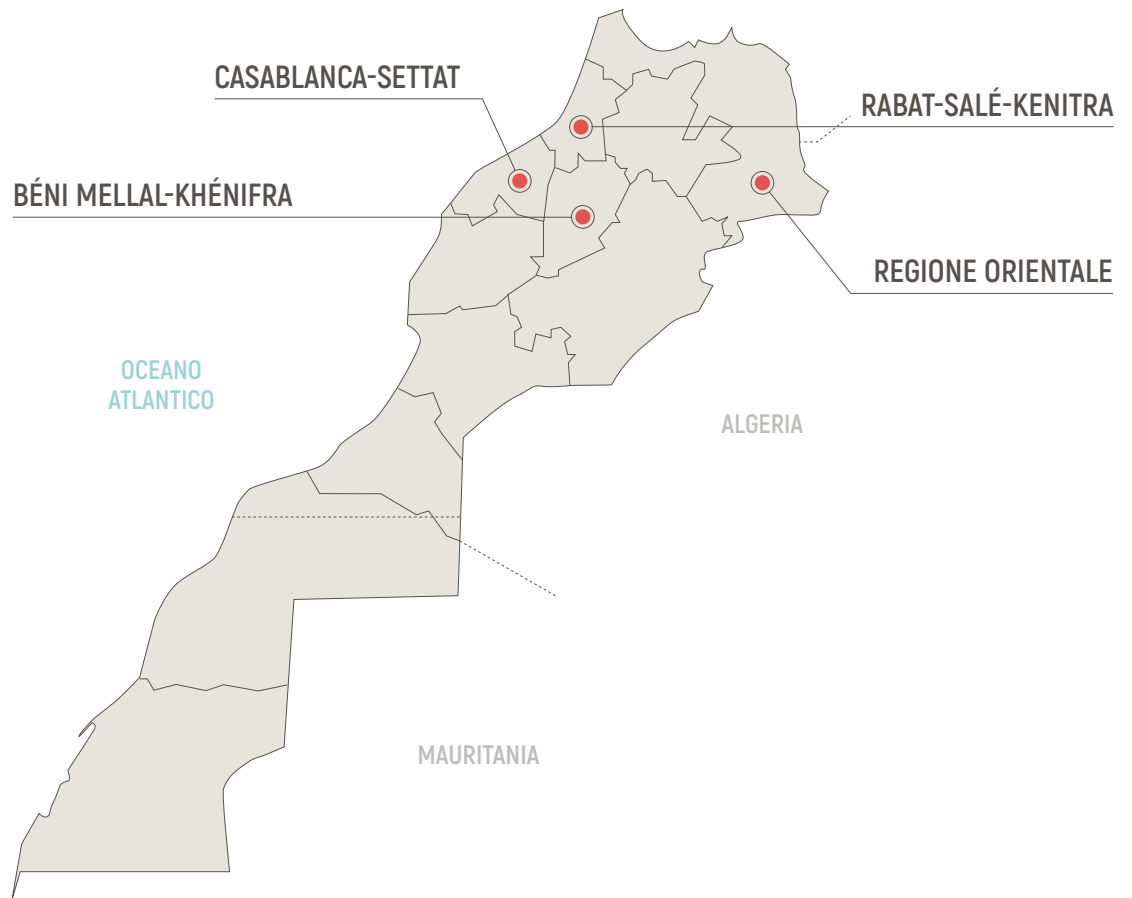 CASABLANCA-SETTAT
RABAT-SALÉ-KENITRA
BÉNI MELLAL-KHÉNIFRA
REGIONE ORIENTALE
OCEANO
ATLANTICO
ALGERIA
MAURITANIA